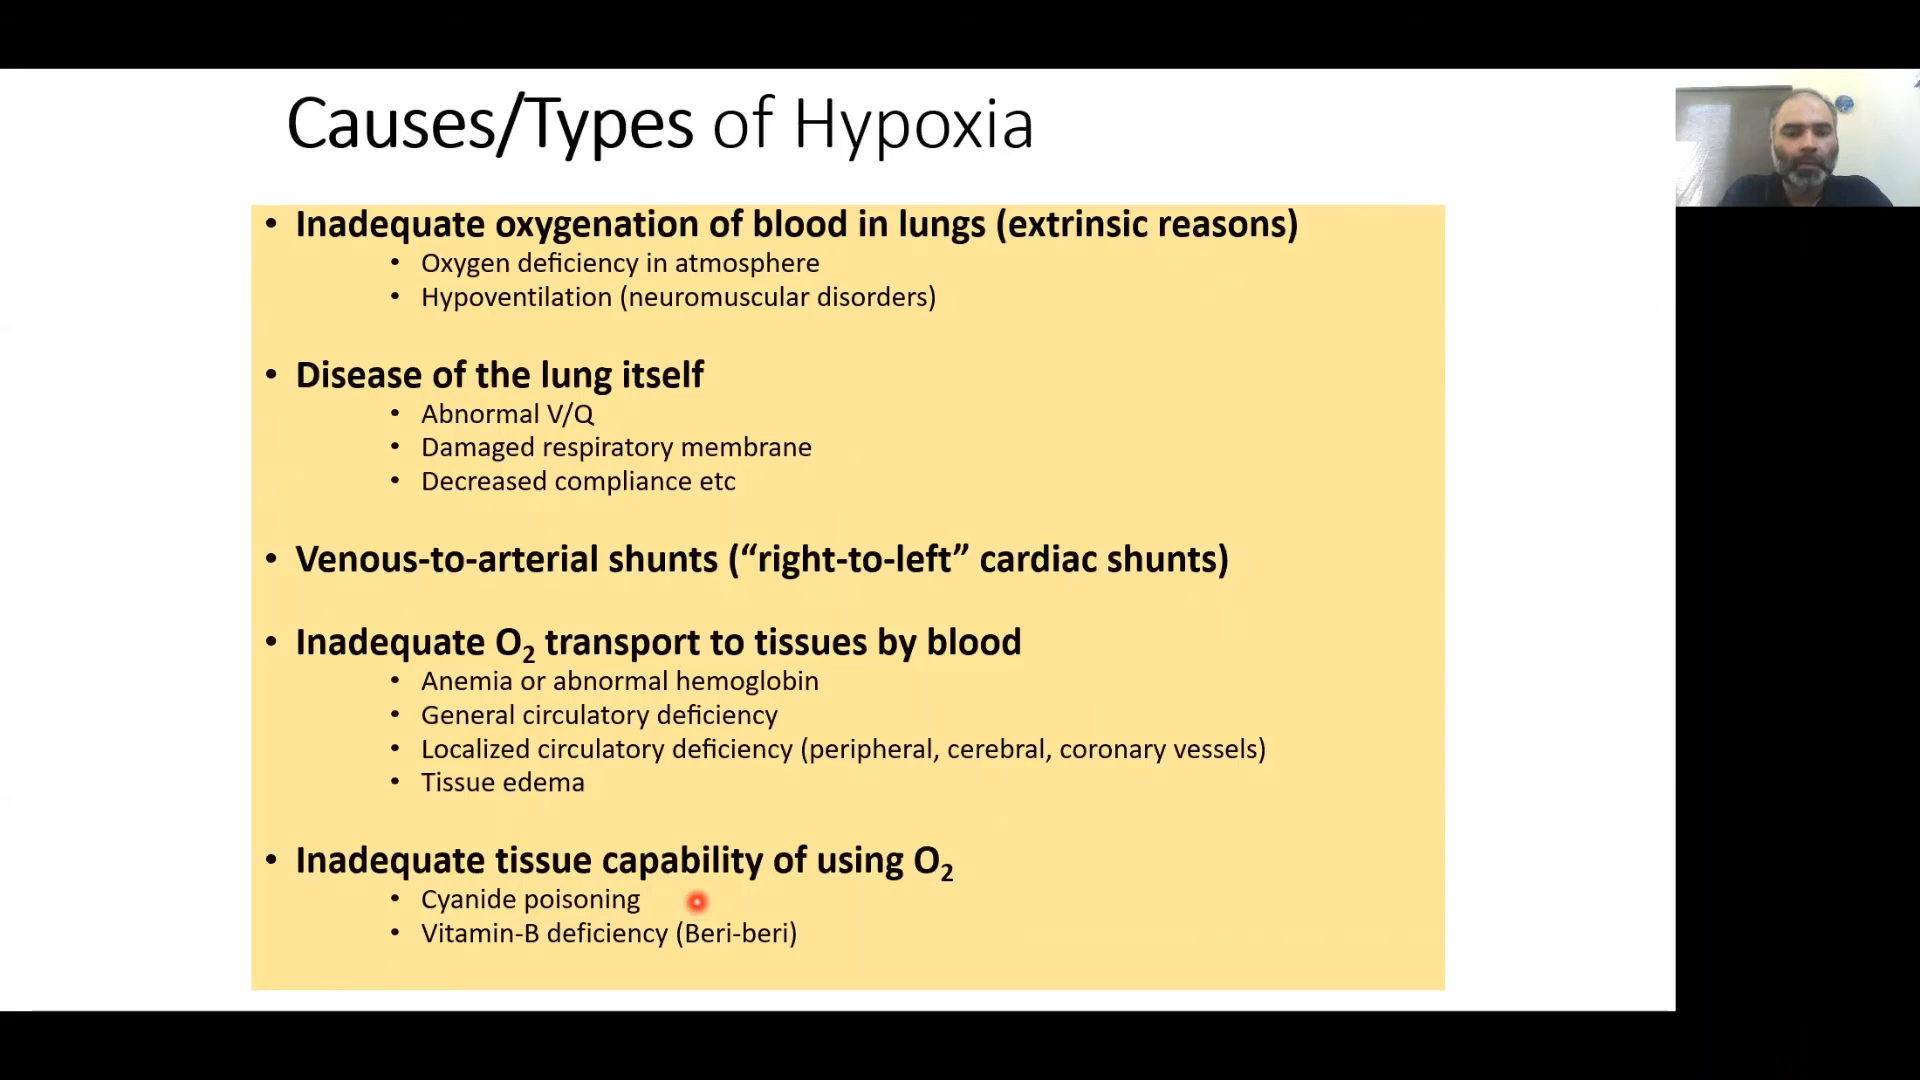 Causes/Types of Hypoxia
• Inadequate oxygenation of blood in lungs (extrinsic reasons)
• Oxygen deficiency in atmosphere
• Hypoventilation (neuromuscular disorders)
• Disease of the lung itself
• Abnormal V/Q
• Damaged respiratory membrane
• Decreased compliance etc
• Venous-to-arterial shunts (“right-to-left” cardiac shunts)
• Inadequate O₂ transport to tissues by blood
• Anemia or abnormal hemoglobin
• General circulatory deficiency
• Localized circulatory deficiency (peripheral, cerebral, coronary vessels)
• Tissue edema
• Inadequate tissue capability of using O₂
• Cyanide poisoning
• Vitamin-B deficiency (Beri-beri)